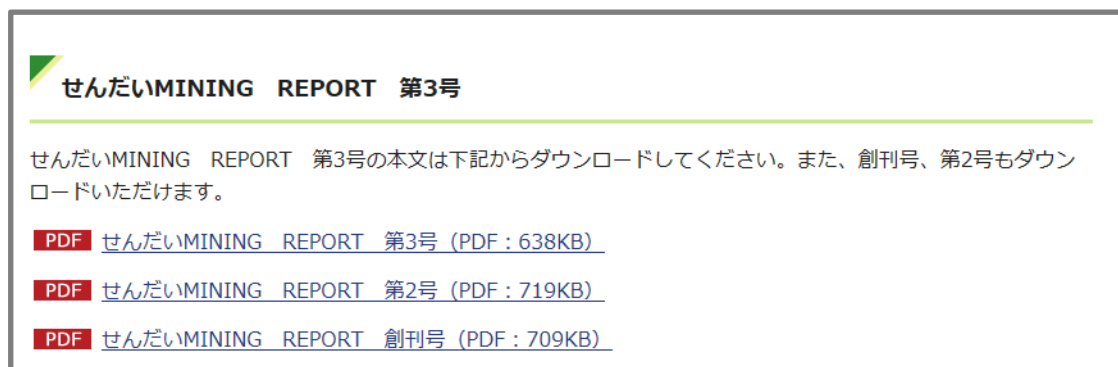 せんだいMINING　REPORT　第3号
せんだいMINING　REPORT　第3号の本文は下記からダウンロードしてください。また、創刊号、第2号もダウン
ロードいただけます。
PDF せんだいMINING　REPORT　第3号（PDF：638KB）
PDF せんだいMINING　REPORT　第2号（PDF：719KB）
PDF せんだいMINING　REPORT　創刊号（PDF：709KB）